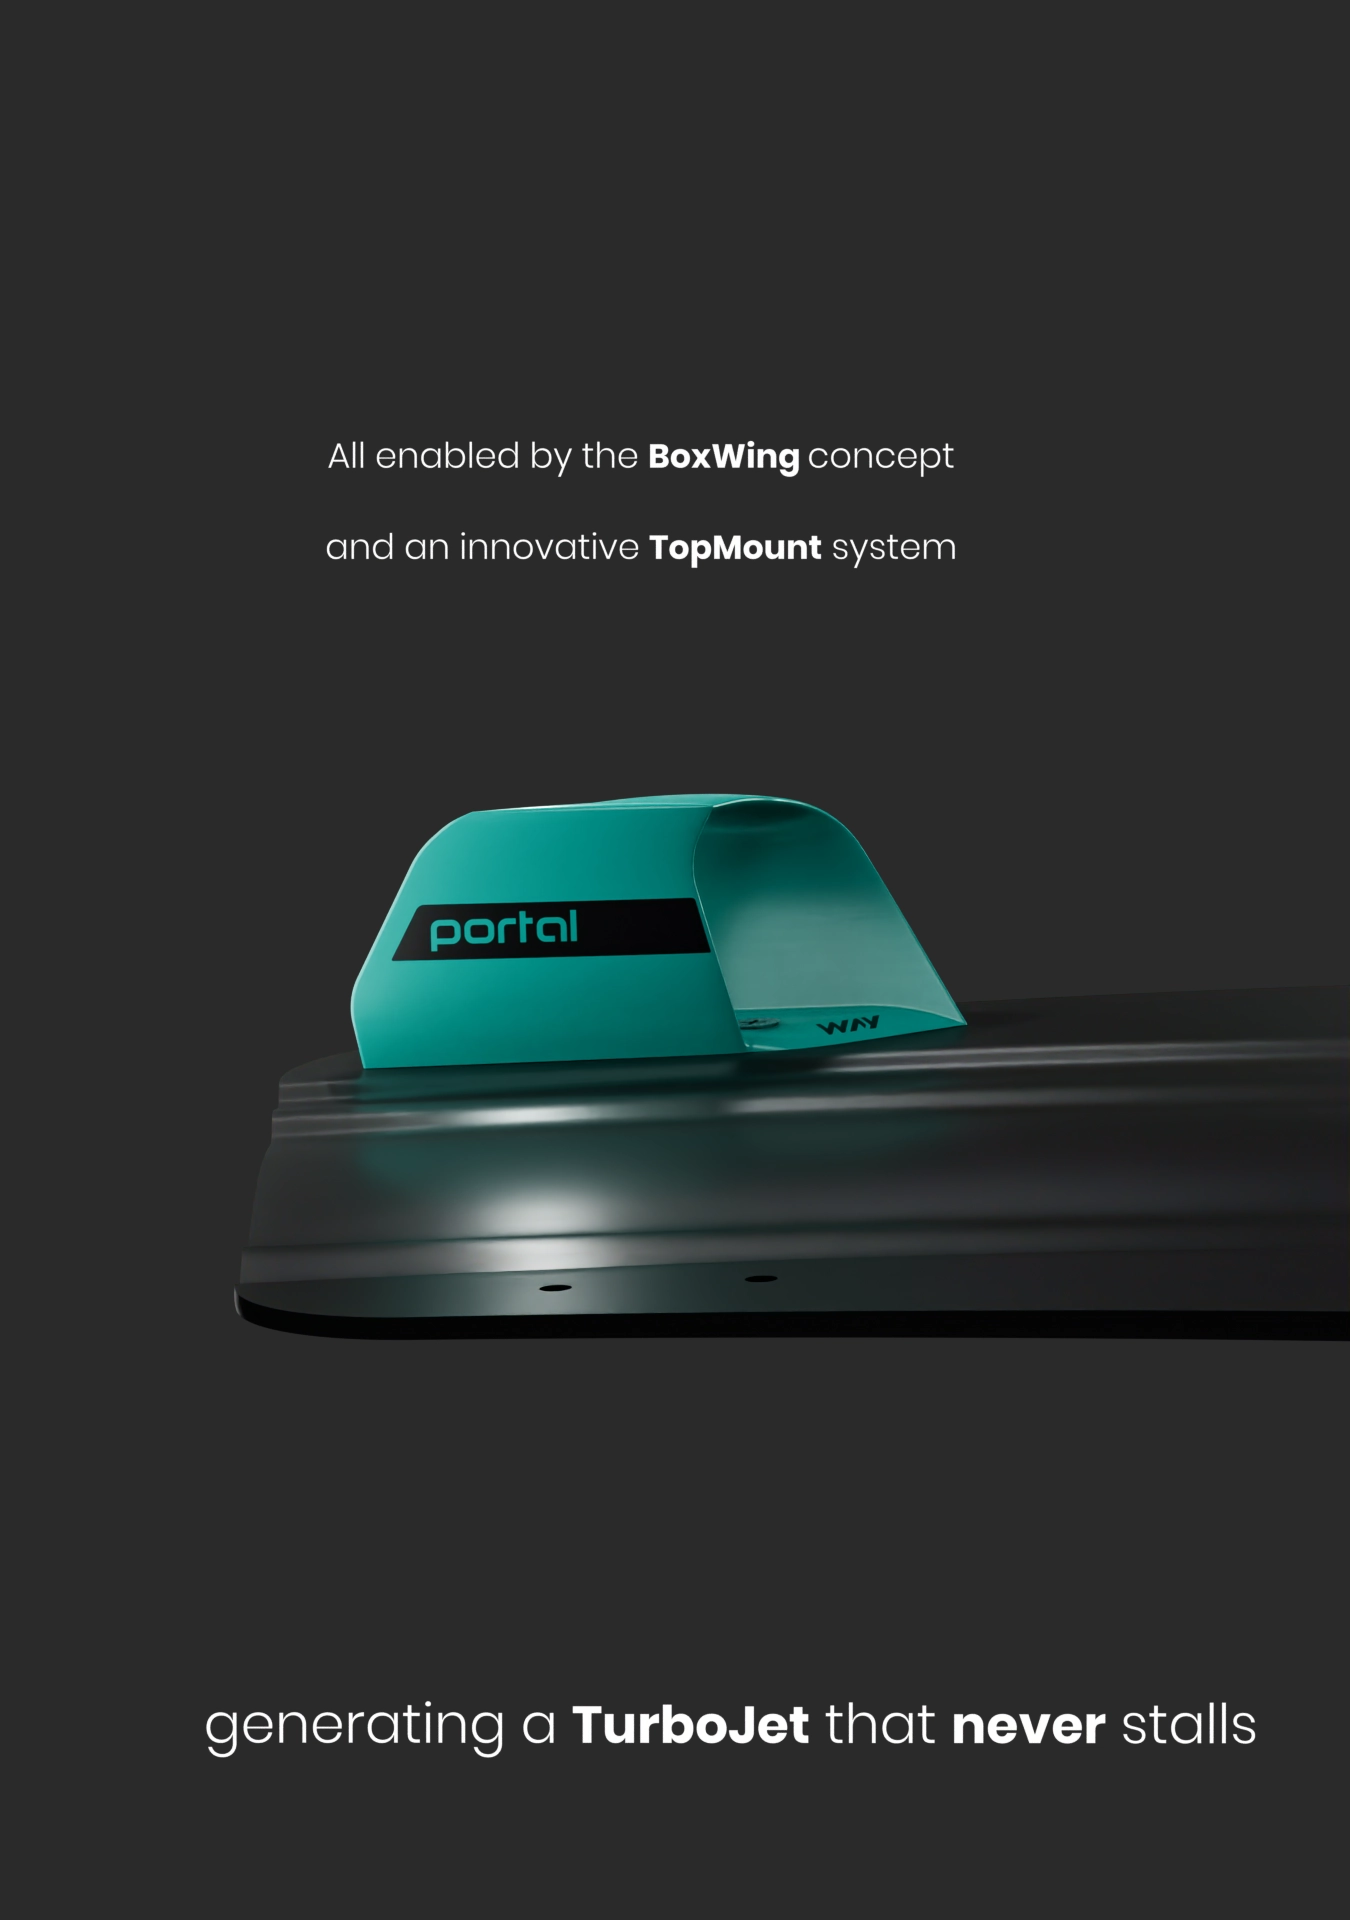 All enabled by the BoxWing concept
and an innovative TopMount system
portal
WAY
generating a TurboJet that never stalls